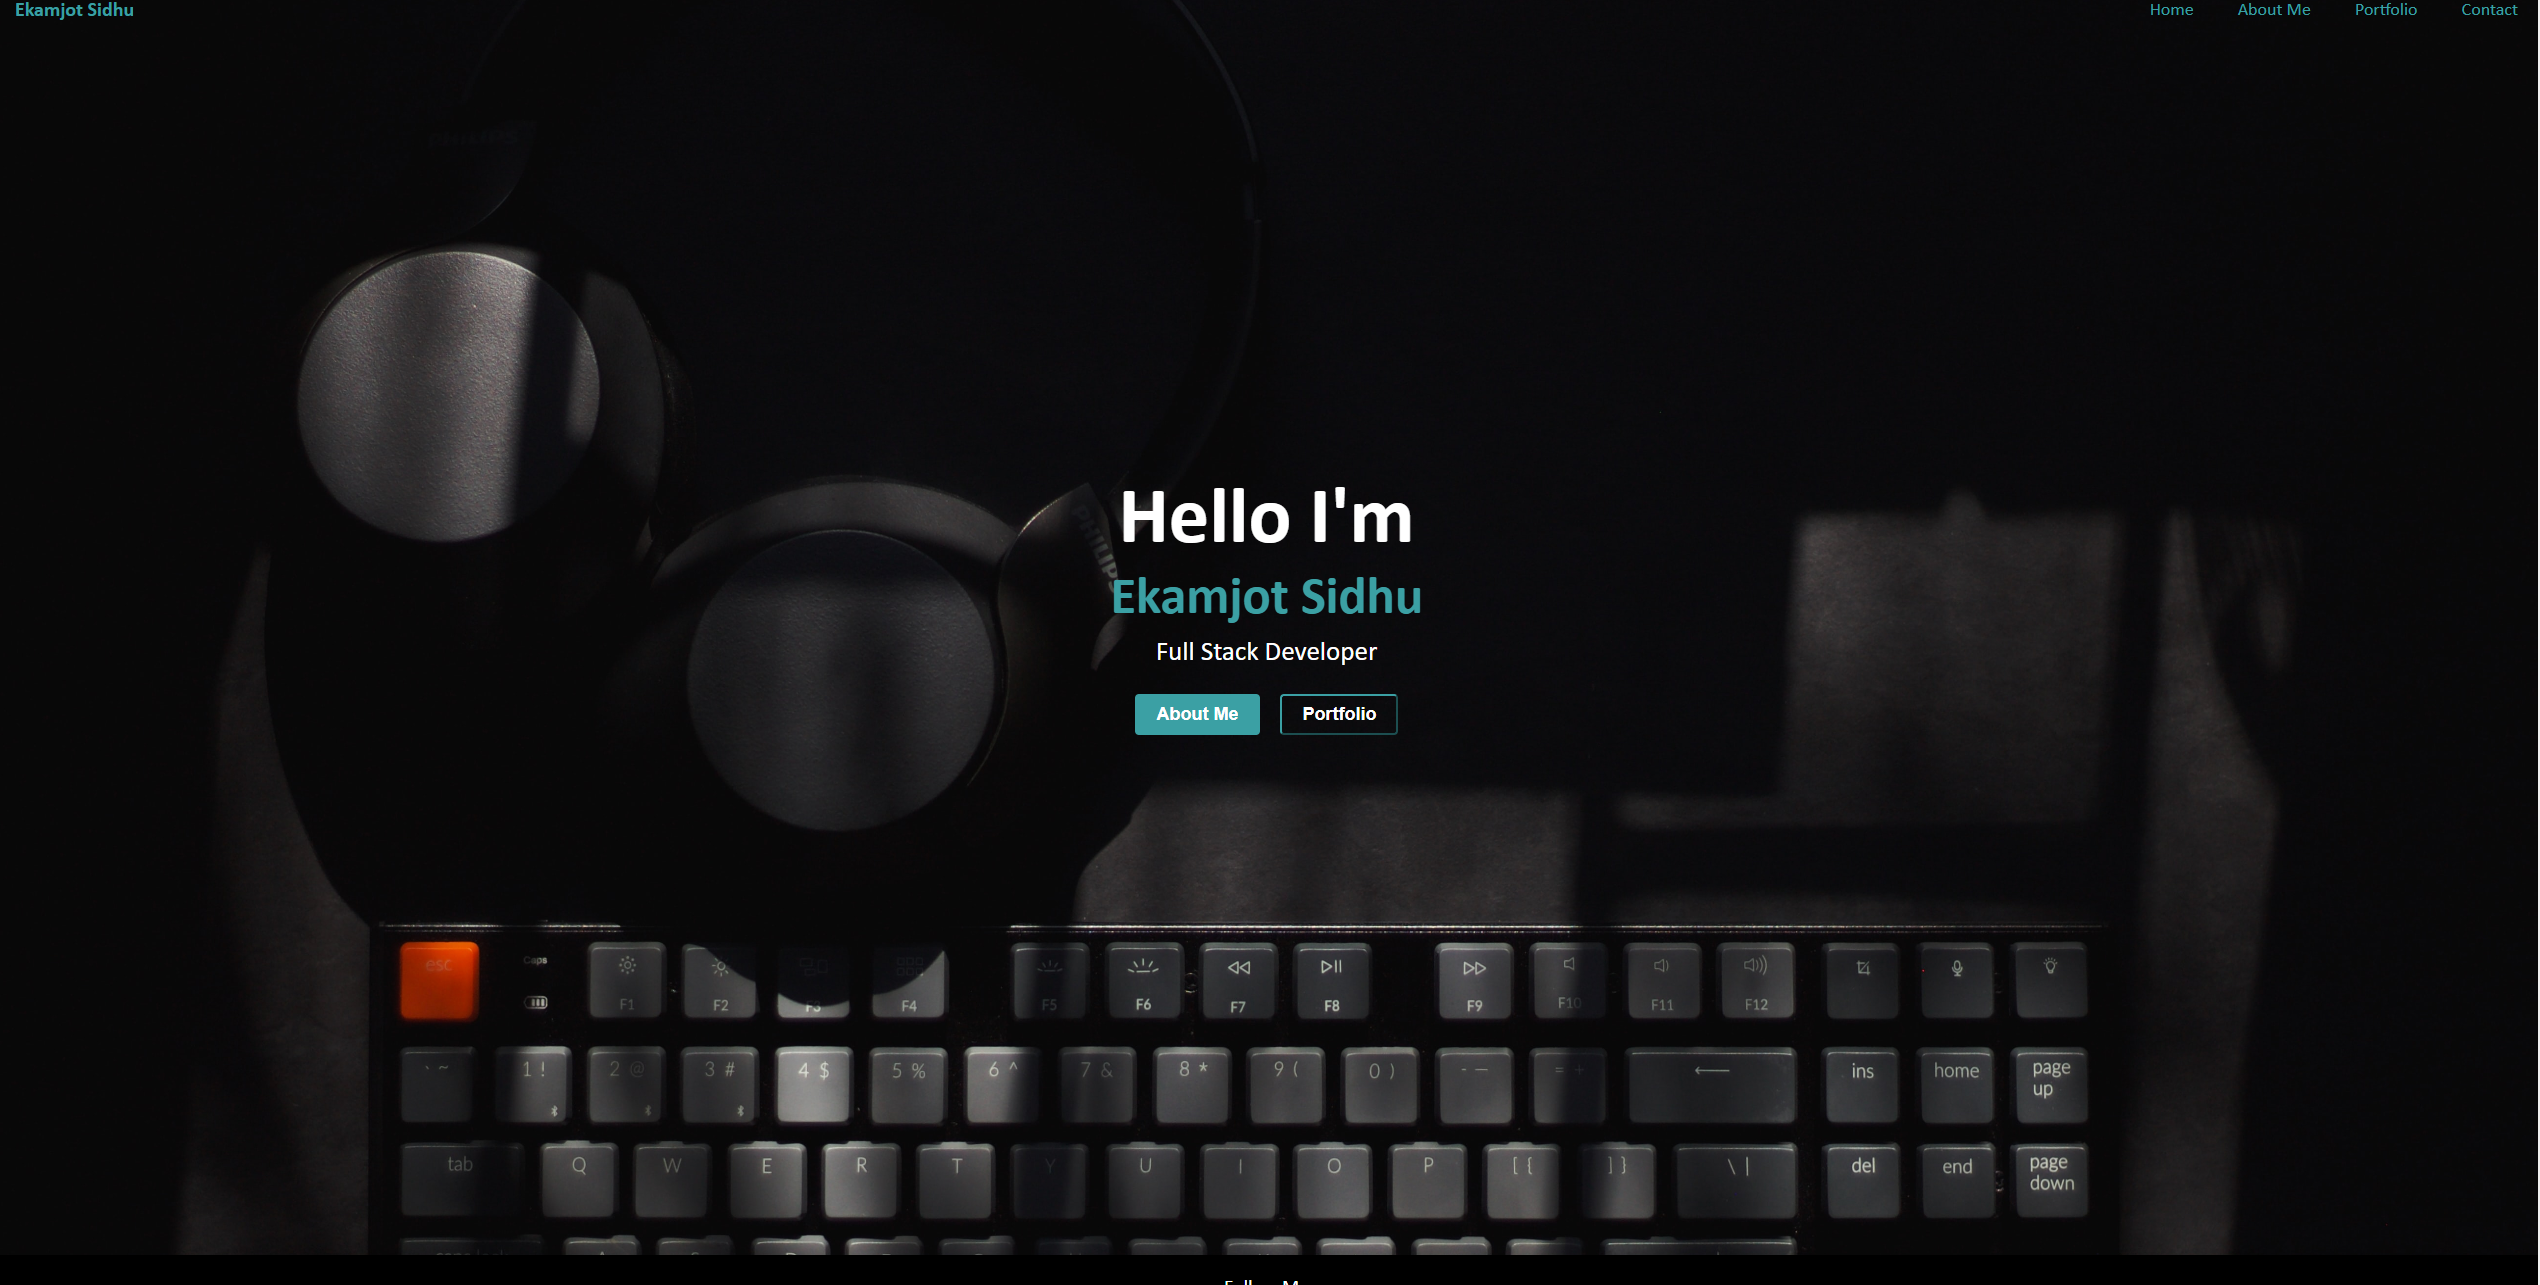 Ekamjot Sidhu
Home About Me Portfolio Contact
PHILIPS
Hello I'm
Ekamjot Sidhu
Full Stack Developer
About Me Portfolio
esc Caps F1 F2 F3 F4 F5 F6 F7 F8 F9 F10 F11 F12
` ~ 1 ! 2 @ 3 # 4 $ 5 % 6 ^ 7 & 8 * 9 ( 0 ) - — = + ins home page up
tab Q W E R T Y U I O P [ { ] } \ | del end page down